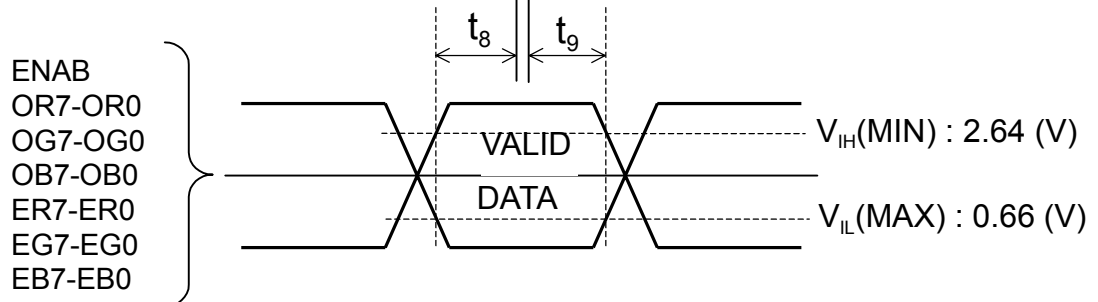 t8 t9
ENAB
OR7-OR0
OG7-OG0
OB7-OB0
ER7-ER0
EG7-EG0
EB7-EB0
VALID
DATA
VIH(MIN) : 2.64 (V)
VIL(MAX) : 0.66 (V)